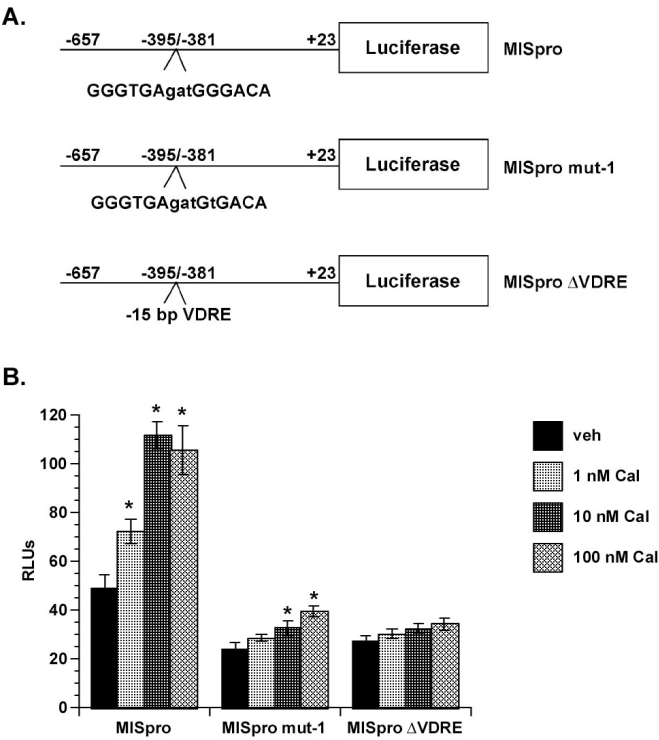 A.
-657 -395/-381 +23 Luciferase MISpro
GGGTGAgatGGGACA
-657 -395/-381 +23 Luciferase MISpro mut-1
GGGTGAgatGtGACA
-657 -395/-381 +23 Luciferase MISpro ΔVDRE
-15 bp VDRE
B.
120
100
80
60
40
20
0
RLUs
* * *
* *
MISpro MISpro mut-1 MISpro ΔVDRE
veh
1 nM Cal
10 nM Cal
100 nM Cal